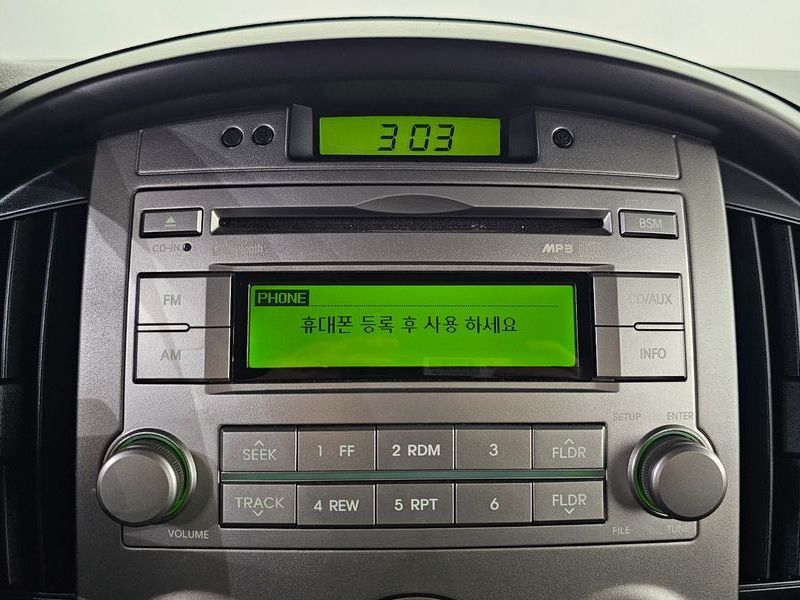 303
BSM
CD-IN
MP3
FM
PHONE
CD/AUX
휴대폰 등록 후 사용 하세요
AM
INFO
SETUP ENTER
SEEK 1 FF 2 RDM 3 FLDR
TRACK 4 REW 5 RPT 6 FLDR
VOLUME
FILE TUNE